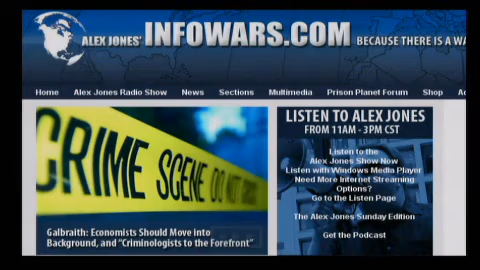 ALEX JONES' INFOWARS.COM BECAUSE THERE IS A WA
Home Alex Jones Radio Show News Sections Multimedia Prison Planet Forum Shop Ad
CRIME SCENE DO NOT
Galbraith: Economists Should Move into
Background, and "Criminologists to the Forefront"
LISTEN TO ALEX JONES
FROM 11AM - 3PM CST
Listen to the
Alex Jones Show Now
Listen with Windows Media Player
Need More Internet Streaming
Options?
Go to the Listen Page
The Alex Jones Sunday Edition
Get the Podcast